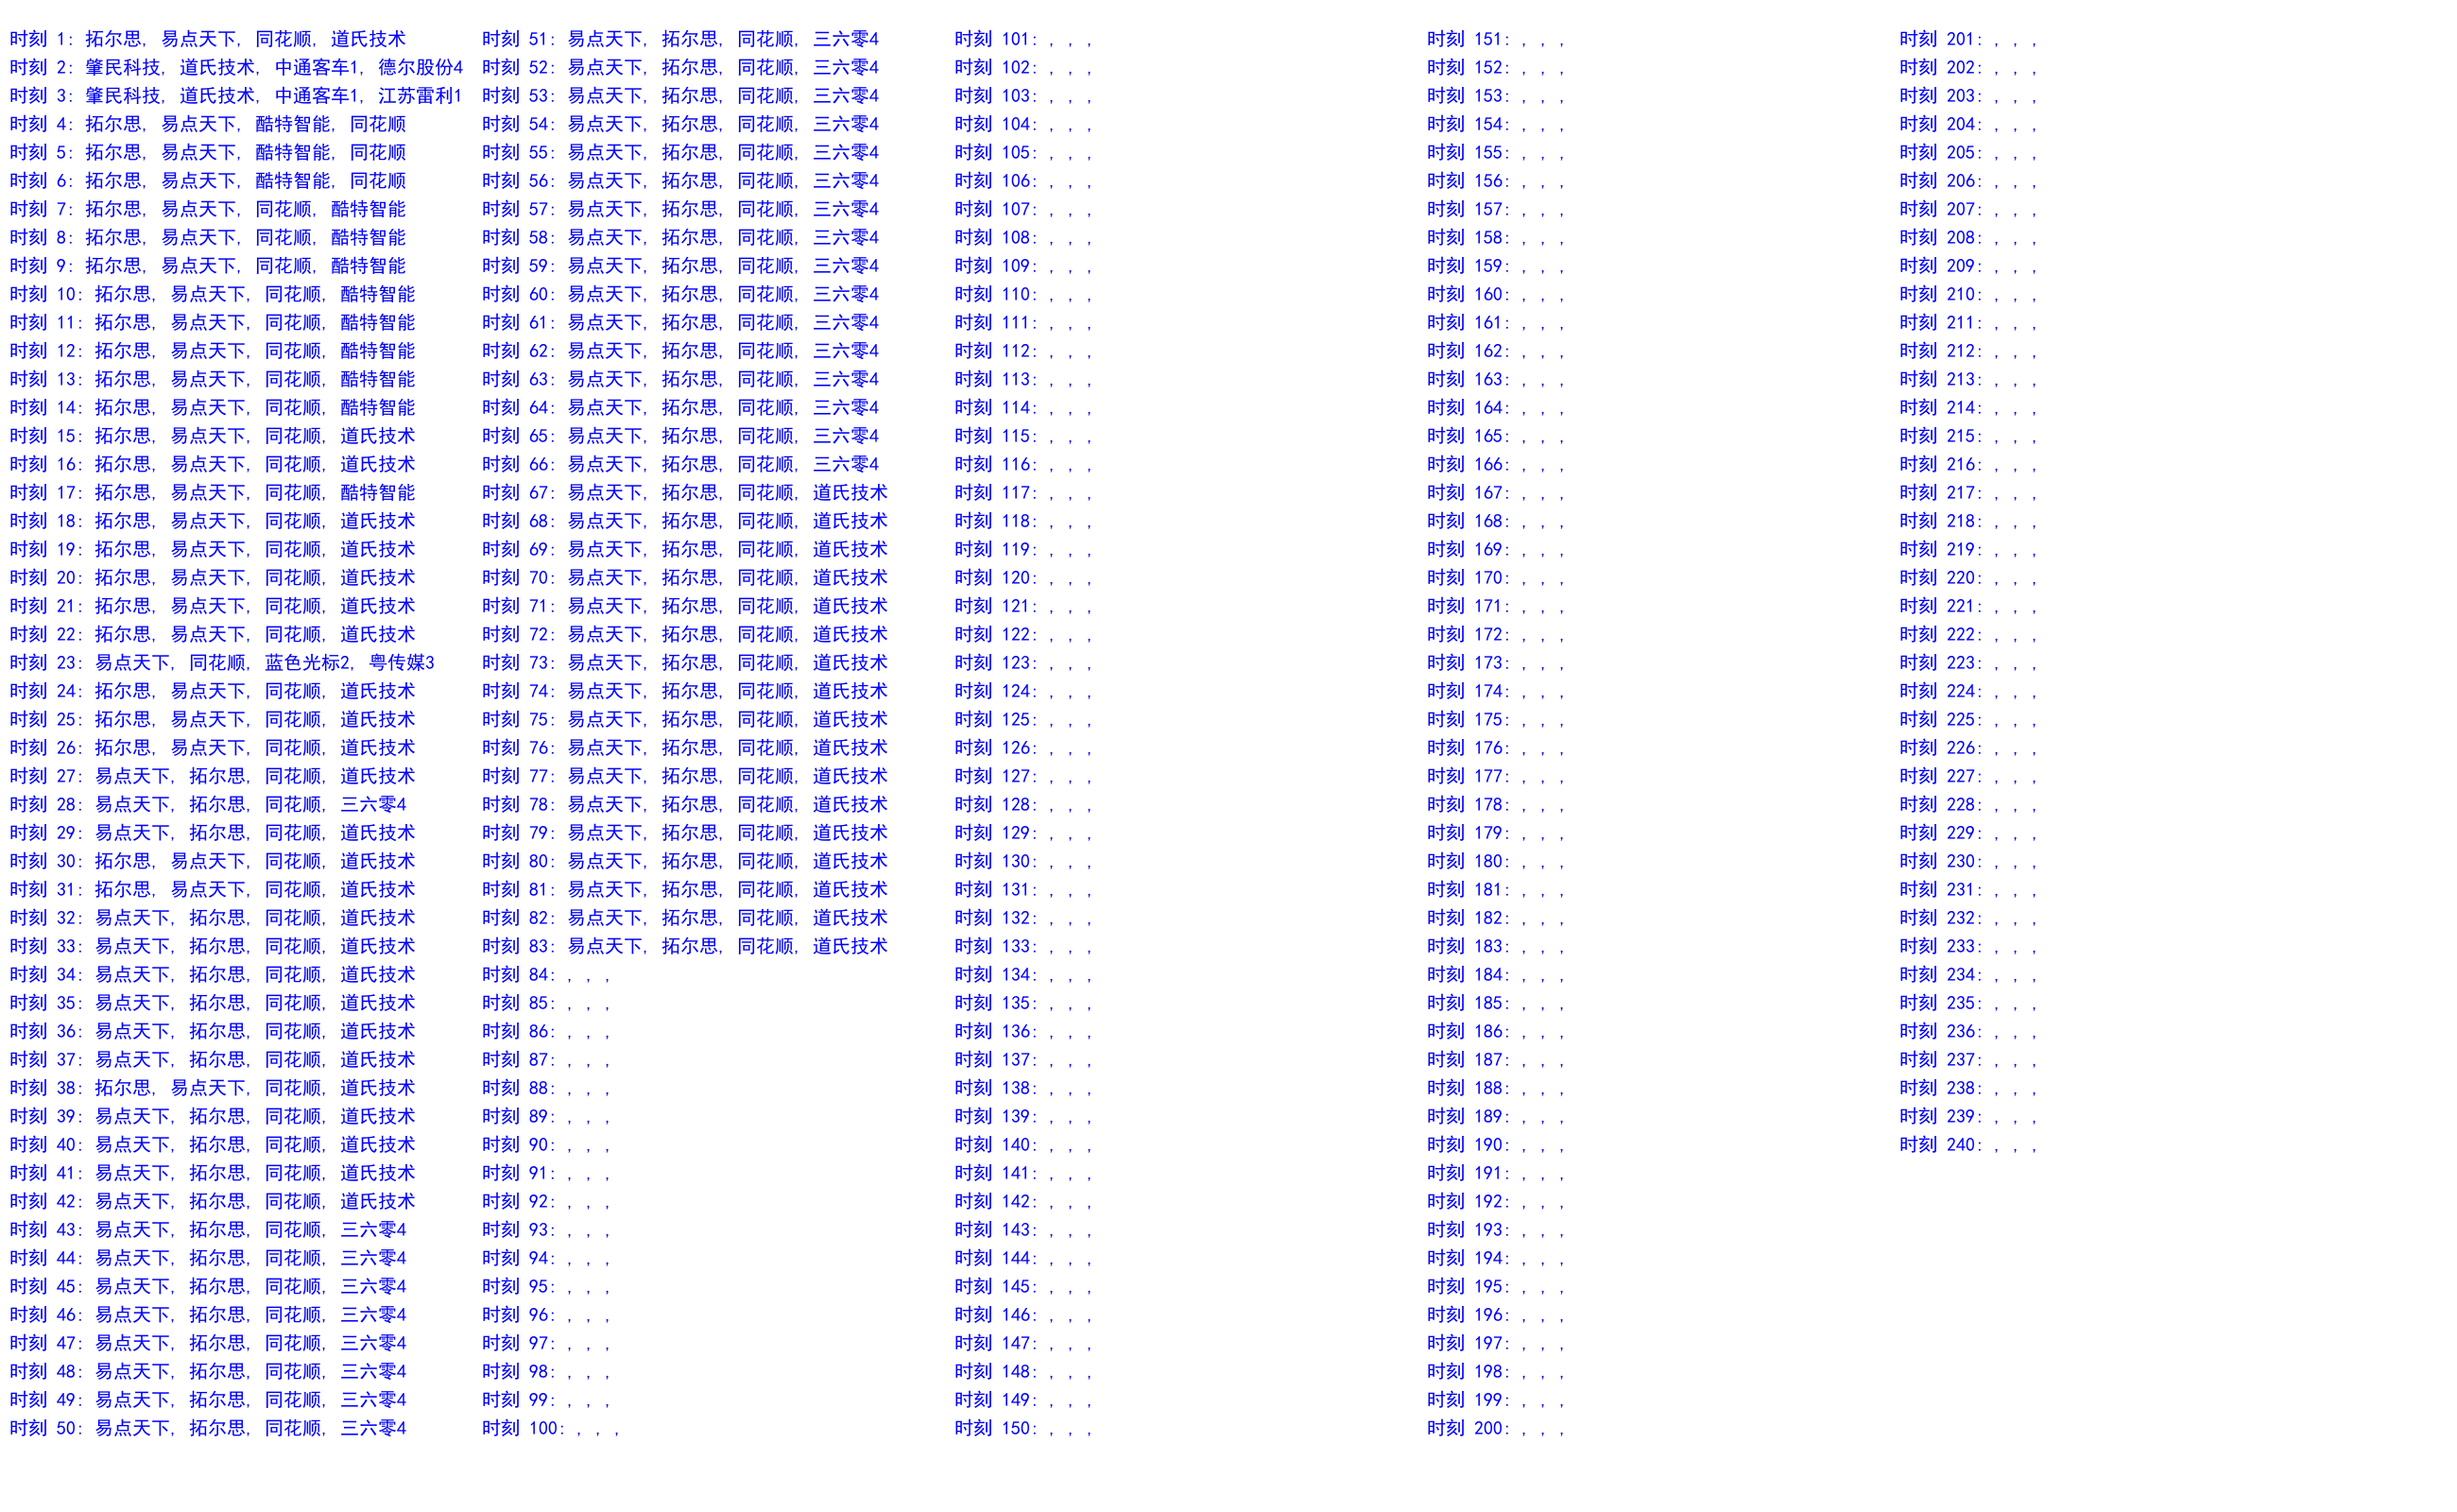 时刻 1: 拓尔思, 易点天下, 同花顺, 道氏技术
时刻 2: 肇民科技, 道氏技术, 中通客车1, 德尔股份4
时刻 3: 肇民科技, 道氏技术, 中通客车1, 江苏雷利1
时刻 4: 拓尔思, 易点天下, 酷特智能, 同花顺
时刻 5: 拓尔思, 易点天下, 酷特智能, 同花顺
时刻 6: 拓尔思, 易点天下, 酷特智能, 同花顺
时刻 7: 拓尔思, 易点天下, 同花顺, 酷特智能
时刻 8: 拓尔思, 易点天下, 同花顺, 酷特智能
时刻 9: 拓尔思, 易点天下, 同花顺, 酷特智能
时刻 10: 拓尔思, 易点天下, 同花顺, 酷特智能
时刻 11: 拓尔思, 易点天下, 同花顺, 酷特智能
时刻 12: 拓尔思, 易点天下, 同花顺, 酷特智能
时刻 13: 拓尔思, 易点天下, 同花顺, 酷特智能
时刻 14: 拓尔思, 易点天下, 同花顺, 酷特智能
时刻 15: 拓尔思, 易点天下, 同花顺, 道氏技术
时刻 16: 拓尔思, 易点天下, 同花顺, 道氏技术
时刻 17: 拓尔思, 易点天下, 同花顺, 酷特智能
时刻 18: 拓尔思, 易点天下, 同花顺, 道氏技术
时刻 19: 拓尔思, 易点天下, 同花顺, 道氏技术
时刻 20: 拓尔思, 易点天下, 同花顺, 道氏技术
时刻 21: 拓尔思, 易点天下, 同花顺, 道氏技术
时刻 22: 拓尔思, 易点天下, 同花顺, 道氏技术
时刻 23: 易点天下, 同花顺, 蓝色光标2, 粤传媒3
时刻 24: 拓尔思, 易点天下, 同花顺, 道氏技术
时刻 25: 拓尔思, 易点天下, 同花顺, 道氏技术
时刻 26: 拓尔思, 易点天下, 同花顺, 道氏技术
时刻 27: 易点天下, 拓尔思, 同花顺, 道氏技术
时刻 28: 易点天下, 拓尔思, 同花顺, 三六零4
时刻 29: 易点天下, 拓尔思, 同花顺, 道氏技术
时刻 30: 拓尔思, 易点天下, 同花顺, 道氏技术
时刻 31: 拓尔思, 易点天下, 同花顺, 道氏技术
时刻 32: 易点天下, 拓尔思, 同花顺, 道氏技术
时刻 33: 易点天下, 拓尔思, 同花顺, 道氏技术
时刻 34: 易点天下, 拓尔思, 同花顺, 道氏技术
时刻 35: 易点天下, 拓尔思, 同花顺, 道氏技术
时刻 36: 易点天下, 拓尔思, 同花顺, 道氏技术
时刻 37: 易点天下, 拓尔思, 同花顺, 道氏技术
时刻 38: 拓尔思, 易点天下, 同花顺, 道氏技术
时刻 39: 易点天下, 拓尔思, 同花顺, 道氏技术
时刻 40: 易点天下, 拓尔思, 同花顺, 道氏技术
时刻 41: 易点天下, 拓尔思, 同花顺, 道氏技术
时刻 42: 易点天下, 拓尔思, 同花顺, 道氏技术
时刻 43: 易点天下, 拓尔思, 同花顺, 三六零4
时刻 44: 易点天下, 拓尔思, 同花顺, 三六零4
时刻 45: 易点天下, 拓尔思, 同花顺, 三六零4
时刻 46: 易点天下, 拓尔思, 同花顺, 三六零4
时刻 47: 易点天下, 拓尔思, 同花顺, 三六零4
时刻 48: 易点天下, 拓尔思, 同花顺, 三六零4
时刻 49: 易点天下, 拓尔思, 同花顺, 三六零4
时刻 50: 易点天下, 拓尔思, 同花顺, 三六零4
时刻 51: 易点天下, 拓尔思, 同花顺, 三六零4
时刻 52: 易点天下, 拓尔思, 同花顺, 三六零4
时刻 53: 易点天下, 拓尔思, 同花顺, 三六零4
时刻 54: 易点天下, 拓尔思, 同花顺, 三六零4
时刻 55: 易点天下, 拓尔思, 同花顺, 三六零4
时刻 56: 易点天下, 拓尔思, 同花顺, 三六零4
时刻 57: 易点天下, 拓尔思, 同花顺, 三六零4
时刻 58: 易点天下, 拓尔思, 同花顺, 三六零4
时刻 59: 易点天下, 拓尔思, 同花顺, 三六零4
时刻 60: 易点天下, 拓尔思, 同花顺, 三六零4
时刻 61: 易点天下, 拓尔思, 同花顺, 三六零4
时刻 62: 易点天下, 拓尔思, 同花顺, 三六零4
时刻 63: 易点天下, 拓尔思, 同花顺, 三六零4
时刻 64: 易点天下, 拓尔思, 同花顺, 三六零4
时刻 65: 易点天下, 拓尔思, 同花顺, 三六零4
时刻 66: 易点天下, 拓尔思, 同花顺, 三六零4
时刻 67: 易点天下, 拓尔思, 同花顺, 道氏技术
时刻 68: 易点天下, 拓尔思, 同花顺, 道氏技术
时刻 69: 易点天下, 拓尔思, 同花顺, 道氏技术
时刻 70: 易点天下, 拓尔思, 同花顺, 道氏技术
时刻 71: 易点天下, 拓尔思, 同花顺, 道氏技术
时刻 72: 易点天下, 拓尔思, 同花顺, 道氏技术
时刻 73: 易点天下, 拓尔思, 同花顺, 道氏技术
时刻 74: 易点天下, 拓尔思, 同花顺, 道氏技术
时刻 75: 易点天下, 拓尔思, 同花顺, 道氏技术
时刻 76: 易点天下, 拓尔思, 同花顺, 道氏技术
时刻 77: 易点天下, 拓尔思, 同花顺, 道氏技术
时刻 78: 易点天下, 拓尔思, 同花顺, 道氏技术
时刻 79: 易点天下, 拓尔思, 同花顺, 道氏技术
时刻 80: 易点天下, 拓尔思, 同花顺, 道氏技术
时刻 81: 易点天下, 拓尔思, 同花顺, 道氏技术
时刻 82: 易点天下, 拓尔思, 同花顺, 道氏技术
时刻 83: 易点天下, 拓尔思, 同花顺, 道氏技术
时刻 84: , , ,
时刻 85: , , ,
时刻 86: , , ,
时刻 87: , , ,
时刻 88: , , ,
时刻 89: , , ,
时刻 90: , , ,
时刻 91: , , ,
时刻 92: , , ,
时刻 93: , , ,
时刻 94: , , ,
时刻 95: , , ,
时刻 96: , , ,
时刻 97: , , ,
时刻 98: , , ,
时刻 99: , , ,
时刻 100: , , ,
时刻 101: , , ,
时刻 102: , , ,
时刻 103: , , ,
时刻 104: , , ,
时刻 105: , , ,
时刻 106: , , ,
时刻 107: , , ,
时刻 108: , , ,
时刻 109: , , ,
时刻 110: , , ,
时刻 111: , , ,
时刻 112: , , ,
时刻 113: , , ,
时刻 114: , , ,
时刻 115: , , ,
时刻 116: , , ,
时刻 117: , , ,
时刻 118: , , ,
时刻 119: , , ,
时刻 120: , , ,
时刻 121: , , ,
时刻 122: , , ,
时刻 123: , , ,
时刻 124: , , ,
时刻 125: , , ,
时刻 126: , , ,
时刻 127: , , ,
时刻 128: , , ,
时刻 129: , , ,
时刻 130: , , ,
时刻 131: , , ,
时刻 132: , , ,
时刻 133: , , ,
时刻 134: , , ,
时刻 135: , , ,
时刻 136: , , ,
时刻 137: , , ,
时刻 138: , , ,
时刻 139: , , ,
时刻 140: , , ,
时刻 141: , , ,
时刻 142: , , ,
时刻 143: , , ,
时刻 144: , , ,
时刻 145: , , ,
时刻 146: , , ,
时刻 147: , , ,
时刻 148: , , ,
时刻 149: , , ,
时刻 150: , , ,
时刻 151: , , ,
时刻 152: , , ,
时刻 153: , , ,
时刻 154: , , ,
时刻 155: , , ,
时刻 156: , , ,
时刻 157: , , ,
时刻 158: , , ,
时刻 159: , , ,
时刻 160: , , ,
时刻 161: , , ,
时刻 162: , , ,
时刻 163: , , ,
时刻 164: , , ,
时刻 165: , , ,
时刻 166: , , ,
时刻 167: , , ,
时刻 168: , , ,
时刻 169: , , ,
时刻 170: , , ,
时刻 171: , , ,
时刻 172: , , ,
时刻 173: , , ,
时刻 174: , , ,
时刻 175: , , ,
时刻 176: , , ,
时刻 177: , , ,
时刻 178: , , ,
时刻 179: , , ,
时刻 180: , , ,
时刻 181: , , ,
时刻 182: , , ,
时刻 183: , , ,
时刻 184: , , ,
时刻 185: , , ,
时刻 186: , , ,
时刻 187: , , ,
时刻 188: , , ,
时刻 189: , , ,
时刻 190: , , ,
时刻 191: , , ,
时刻 192: , , ,
时刻 193: , , ,
时刻 194: , , ,
时刻 195: , , ,
时刻 196: , , ,
时刻 197: , , ,
时刻 198: , , ,
时刻 199: , , ,
时刻 200: , , ,
时刻 201: , , ,
时刻 202: , , ,
时刻 203: , , ,
时刻 204: , , ,
时刻 205: , , ,
时刻 206: , , ,
时刻 207: , , ,
时刻 208: , , ,
时刻 209: , , ,
时刻 210: , , ,
时刻 211: , , ,
时刻 212: , , ,
时刻 213: , , ,
时刻 214: , , ,
时刻 215: , , ,
时刻 216: , , ,
时刻 217: , , ,
时刻 218: , , ,
时刻 219: , , ,
时刻 220: , , ,
时刻 221: , , ,
时刻 222: , , ,
时刻 223: , , ,
时刻 224: , , ,
时刻 225: , , ,
时刻 226: , , ,
时刻 227: , , ,
时刻 228: , , ,
时刻 229: , , ,
时刻 230: , , ,
时刻 231: , , ,
时刻 232: , , ,
时刻 233: , , ,
时刻 234: , , ,
时刻 235: , , ,
时刻 236: , , ,
时刻 237: , , ,
时刻 238: , , ,
时刻 239: , , ,
时刻 240: , , ,